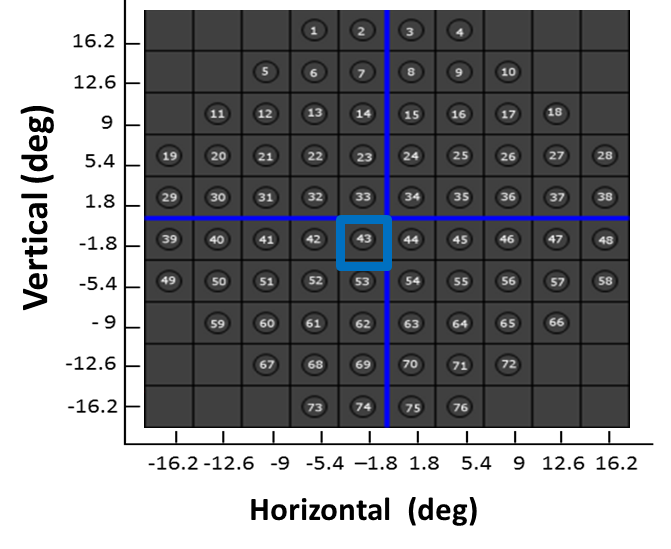 Vertical (deg)
16.2 1 2 3 4
12.6 5 6 7 8 9 10
9 11 12 13 14 15 16 17 18
5.4 19 20 21 22 23 24 25 26 27 28
1.8 29 30 31 32 33 34 35 36 37 38
-1.8 39 40 41 42 43 44 45 46 47 48
-5.4 49 50 51 52 53 54 55 56 57 58
- 9 59 60 61 62 63 64 65 66
-12.6 67 68 69 70 71 72
-16.2 73 74 75 76
-16.2 -12.6 -9 -5.4 –1.8 1.8 5.4 9 12.6 16.2
Horizontal (deg)